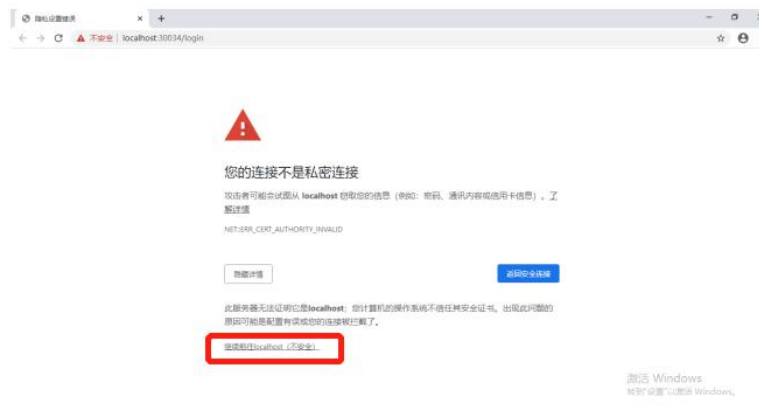 隐私设置错误
不安全 | localhost:30034/login
您的连接不是私密连接
攻击者可能会试图从 localhost 窃取您的信息（例如：密码、通讯内容或信用卡信息）。了
解详情
NET::ERR_CERT_AUTHORITY_INVALID
隐藏详情
返回安全连接
此服务器无法证明它是localhost；您计算机的操作系统不信任其安全证书。出现此问题的
原因可能是配置有误或您的连接被拦截了。
继续前往localhost（不安全）
激活 Windows
转到"设置"以激活 Windows。